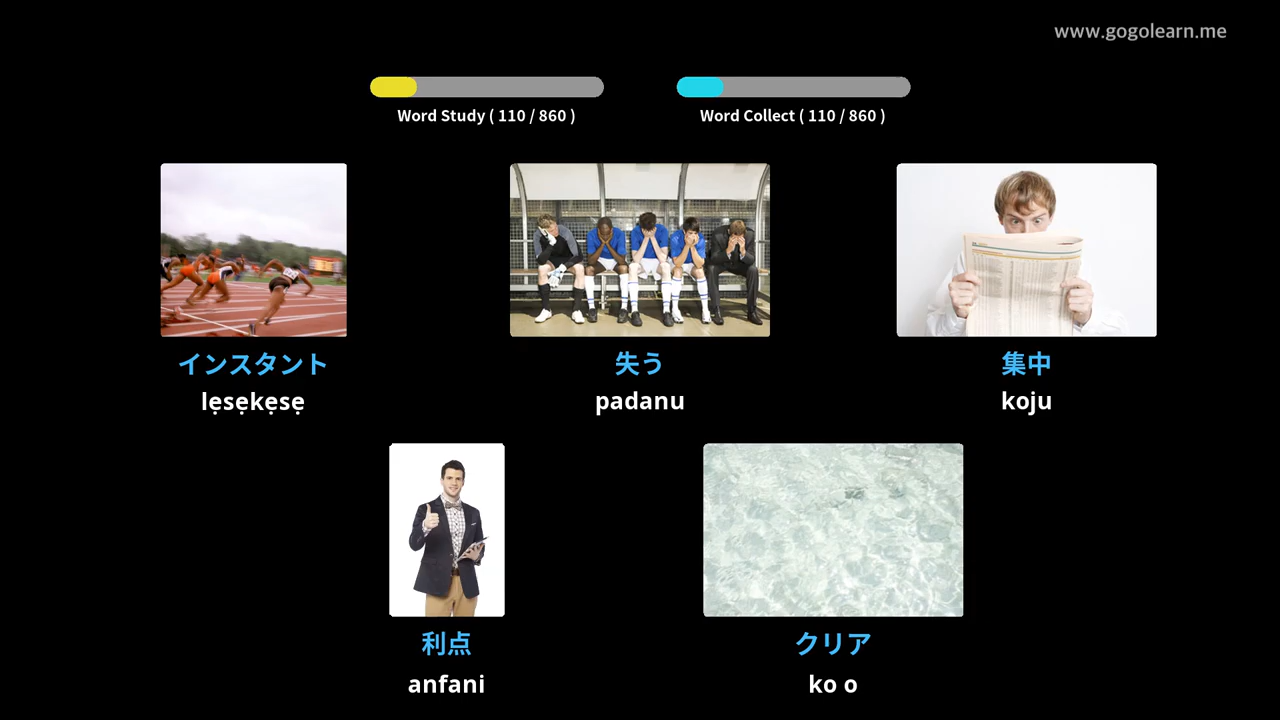 www.gogolearn.me
Word Study ( 110 / 860 )
Word Collect ( 110 / 860 )
インスタント
lẹsẹkẹsẹ
失う
padanu
集中
koju
利点
anfani
クリア
ko o